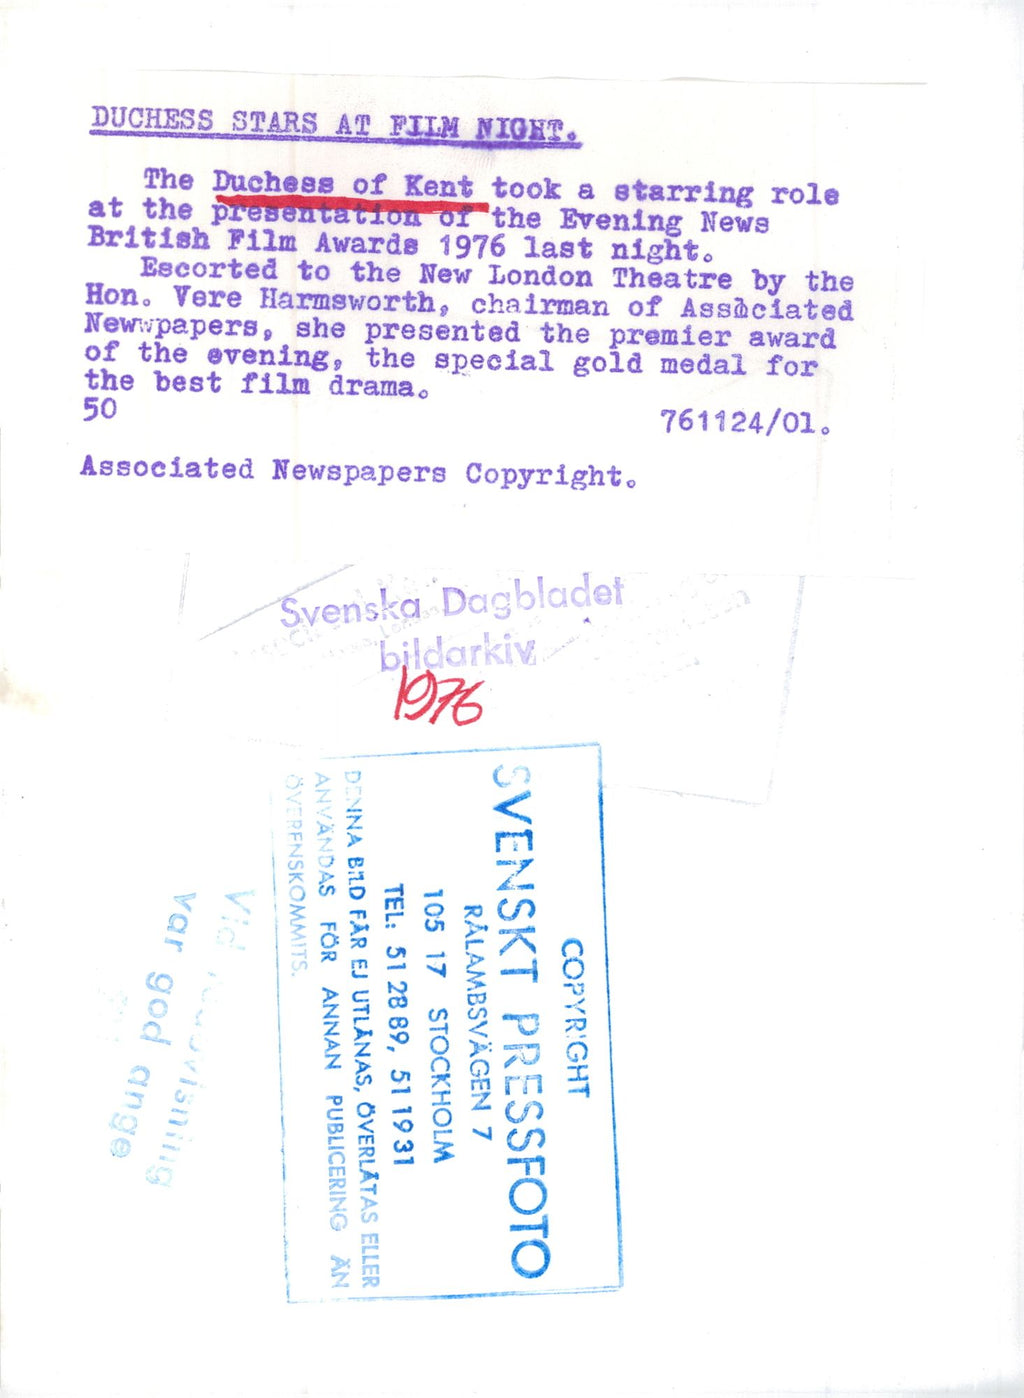 DUCHESS STARS AT FILM NIGHT.
The Duchess of Kent took a starring role
at the presentation of the Evening News
British Film Awards 1976 last night.
Escorted to the New London Theatre by the
Hon. Vere Harmsworth, chairman of Associated
Newwpapers, she presented the premier award
of the evening, the special gold medal for
the best film drama.
50 761124/01.
Associated Newspapers Copyright.
Svenska Dagbladet
bildarkiv
1976
COPYRIGHT
SVENSKT PRESSFOTO
RÅLAMBSVÄGEN 7
105 17 STOCKHOLM
TEL: 51 28 89, 51 19 31
DENNA BILD FÅR EJ UTLÅNAS, ÖVERLÅTAS ELLER
ANVÄNDAS FÖR ANNAN PUBLICERING ÄN
ÖVERENSKOMMITS.
Vid
var god ange